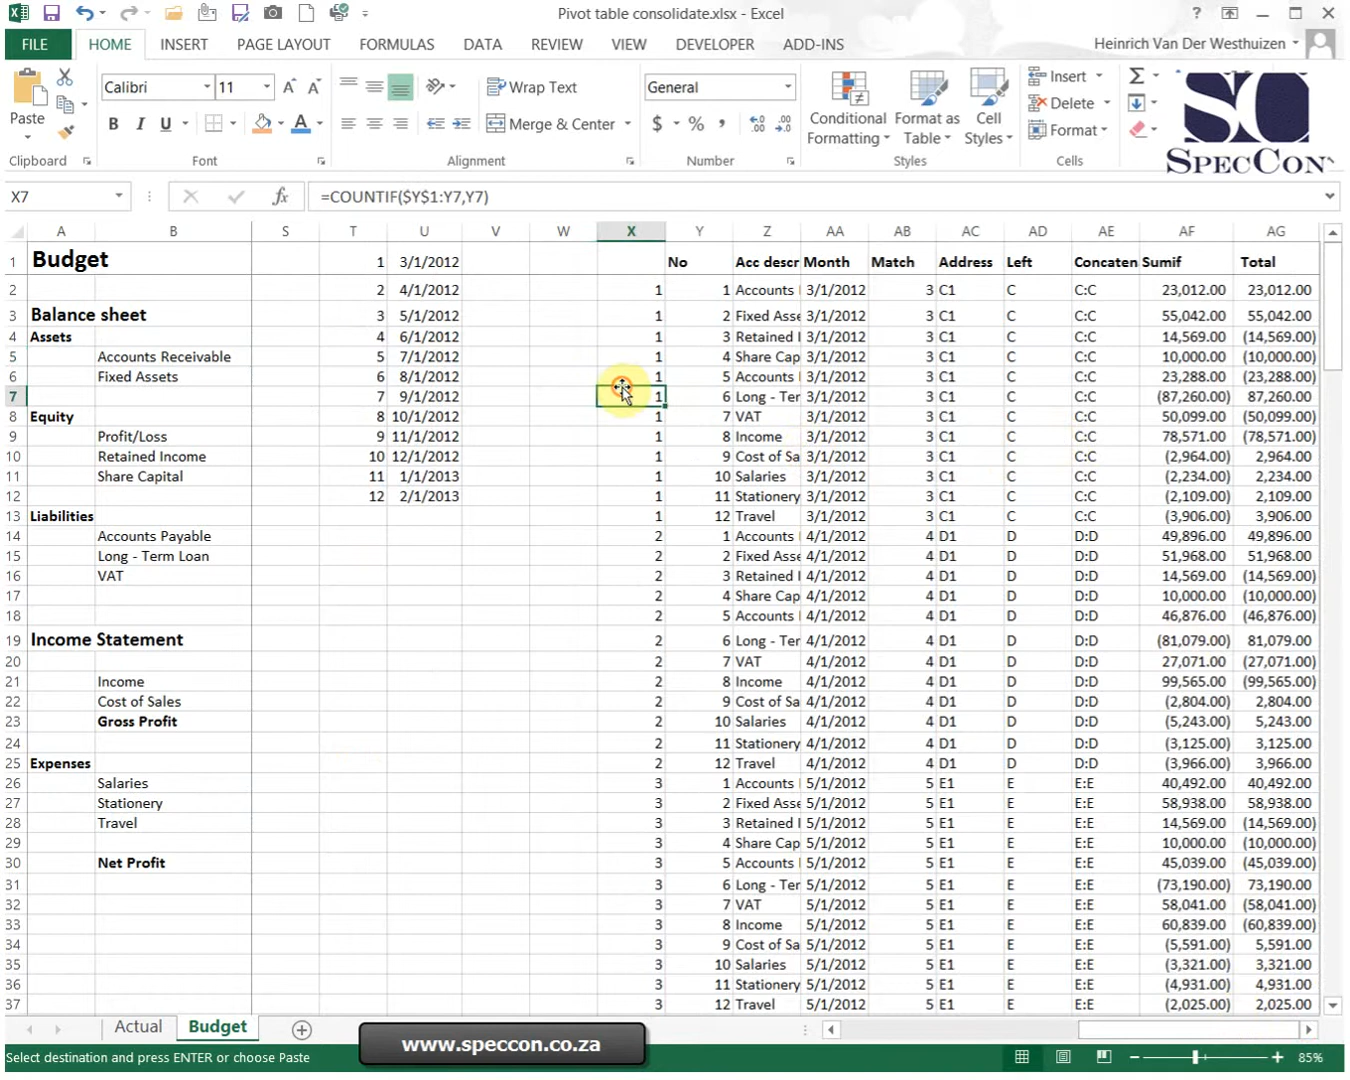 Pivot table consolidate.xlsx - Excel
FILE HOME INSERT PAGE LAYOUT FORMULAS DATA REVIEW VIEW DEVELOPER ADD-INS Heinrich Van Der Westhuizen
Calibri 11 Wrap Text General Insert
Paste B I U Merge & Center $ % Conditional Formatting Format as Table Cell Styles Delete
Format
Clipboard Font Alignment Number Styles Cells
SC
SPECCON
X7 fx =COUNTIF($Y$1:Y7,Y7)
A B S T U V W X Y Z AA AB AC AD AE AF AG
1 Budget 1 3/1/2012 No Acc descr Month Match Address Left Concaten Sumif Total
2 2 4/1/2012 1 1 Accounts 3/1/2012 3 C1 C C:C 23,012.00 23,012.00
3 Balance sheet 3 5/1/2012 1 2 Fixed Asse 3/1/2012 3 C1 C C:C 55,042.00 55,042.00
4 Assets 4 6/1/2012 1 3 Retained I 3/1/2012 3 C1 C C:C 14,569.00 (14,569.00)
5 Accounts Receivable 5 7/1/2012 1 4 Share Cap 3/1/2012 3 C1 C C:C 10,000.00 (10,000.00)
6 Fixed Assets 6 8/1/2012 1 5 Accounts 3/1/2012 3 C1 C C:C 23,288.00 (23,288.00)
7 7 9/1/2012 1 6 Long - Ter 3/1/2012 3 C1 C C:C (87,260.00) 87,260.00
8 Equity 8 10/1/2012 1 7 VAT 3/1/2012 3 C1 C C:C 50,099.00 (50,099.00)
9 Profit/Loss 9 11/1/2012 1 8 Income 3/1/2012 3 C1 C C:C 78,571.00 (78,571.00)
10 Retained Income 10 12/1/2012 1 9 Cost of Sa 3/1/2012 3 C1 C C:C (2,964.00) 2,964.00
11 Share Capital 11 1/1/2013 1 10 Salaries 3/1/2012 3 C1 C C:C (2,234.00) 2,234.00
12 12 2/1/2013 1 11 Stationery 3/1/2012 3 C1 C C:C (2,109.00) 2,109.00
13 Liabilities 1 12 Travel 3/1/2012 3 C1 C C:C (3,906.00) 3,906.00
14 Accounts Payable 2 1 Accounts 4/1/2012 4 D1 D D:D 49,896.00 49,896.00
15 Long - Term Loan 2 2 Fixed Asse 4/1/2012 4 D1 D D:D 51,968.00 51,968.00
16 VAT 2 3 Retained I 4/1/2012 4 D1 D D:D 14,569.00 (14,569.00)
17 2 4 Share Cap 4/1/2012 4 D1 D D:D 10,000.00 (10,000.00)
18 2 5 Accounts 4/1/2012 4 D1 D D:D 46,876.00 (46,876.00)
19 Income Statement 2 6 Long - Ter 4/1/2012 4 D1 D D:D (81,079.00) 81,079.00
20 2 7 VAT 4/1/2012 4 D1 D D:D 27,071.00 (27,071.00)
21 Income 2 8 Income 4/1/2012 4 D1 D D:D 99,565.00 (99,565.00)
22 Cost of Sales 2 9 Cost of Sa 4/1/2012 4 D1 D D:D (2,804.00) 2,804.00
23 Gross Profit 2 10 Salaries 4/1/2012 4 D1 D D:D (5,243.00) 5,243.00
24 2 11 Stationery 4/1/2012 4 D1 D D:D (3,125.00) 3,125.00
25 Expenses 2 12 Travel 4/1/2012 4 D1 D D:D (3,966.00) 3,966.00
26 Salaries 3 1 Accounts 5/1/2012 5 E1 E E:E 40,492.00 40,492.00
27 Stationery 3 2 Fixed Asse 5/1/2012 5 E1 E E:E 58,938.00 58,938.00
28 Travel 3 3 Retained I 5/1/2012 5 E1 E E:E 14,569.00 (14,569.00)
29 3 4 Share Cap 5/1/2012 5 E1 E E:E 10,000.00 (10,000.00)
30 Net Profit 3 5 Accounts 5/1/2012 5 E1 E E:E 45,039.00 (45,039.00)
31 3 6 Long - Ter 5/1/2012 5 E1 E E:E (73,190.00) 73,190.00
32 3 7 VAT 5/1/2012 5 E1 E E:E 58,041.00 (58,041.00)
33 3 8 Income 5/1/2012 5 E1 E E:E 60,839.00 (60,839.00)
34 3 9 Cost of Sa 5/1/2012 5 E1 E E:E (5,591.00) 5,591.00
35 3 10 Salaries 5/1/2012 5 E1 E E:E (3,321.00) 3,321.00
36 3 11 Stationery 5/1/2012 5 E1 E E:E (4,931.00) 4,931.00
37 3 12 Travel 5/1/2012 5 E1 E E:E (2,025.00) 2,025.00
Actual Budget
www.speccon.co.za
Select destination and press ENTER or choose Paste 85%